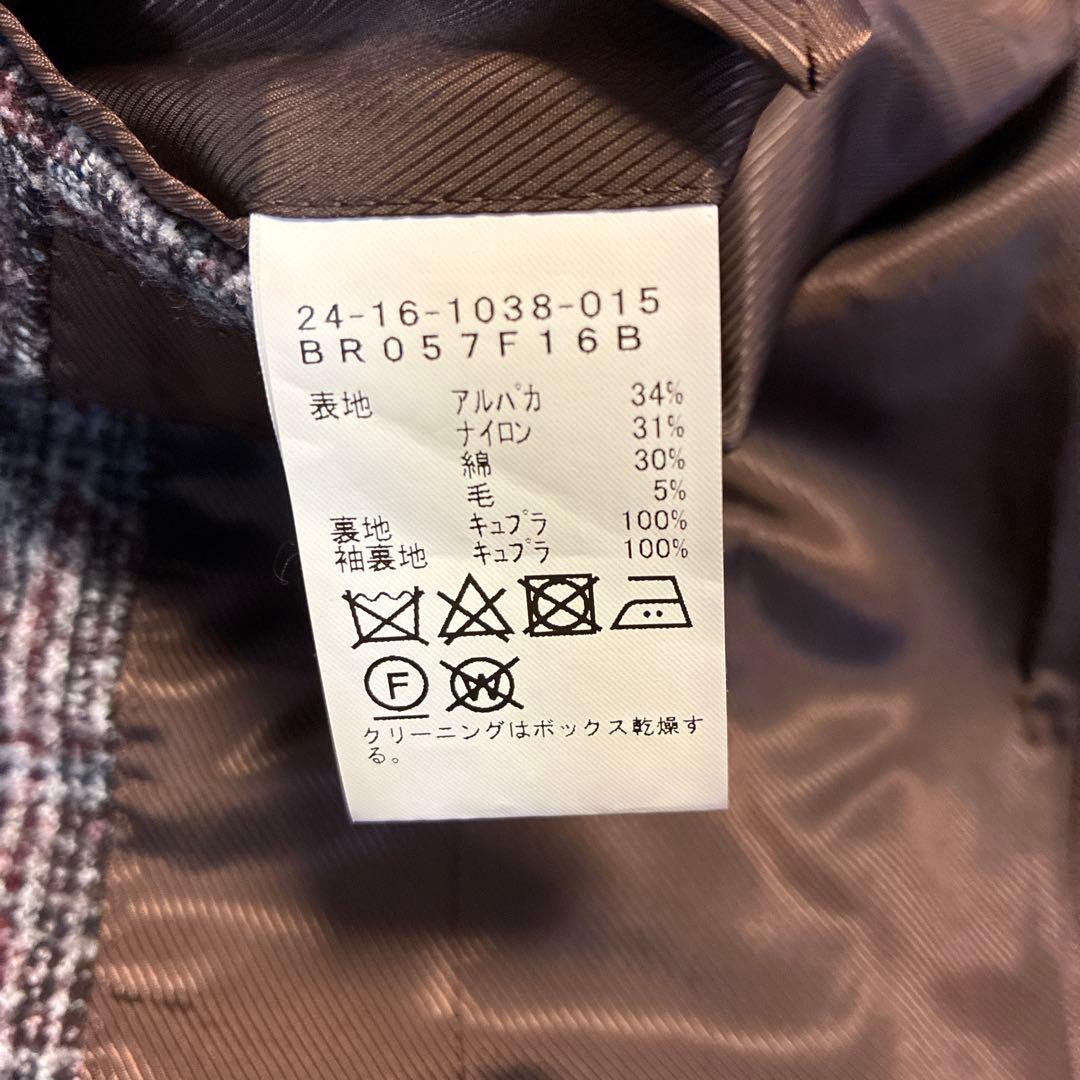 24-16-1038-015
BR057F16B
表地 アルパカ 34%
ナイロン 31%
綿 30%
毛 5%
裏地 キュプラ 100%
袖裏地 キュプラ 100%
F W
クリーニングはボックス乾燥す
る。